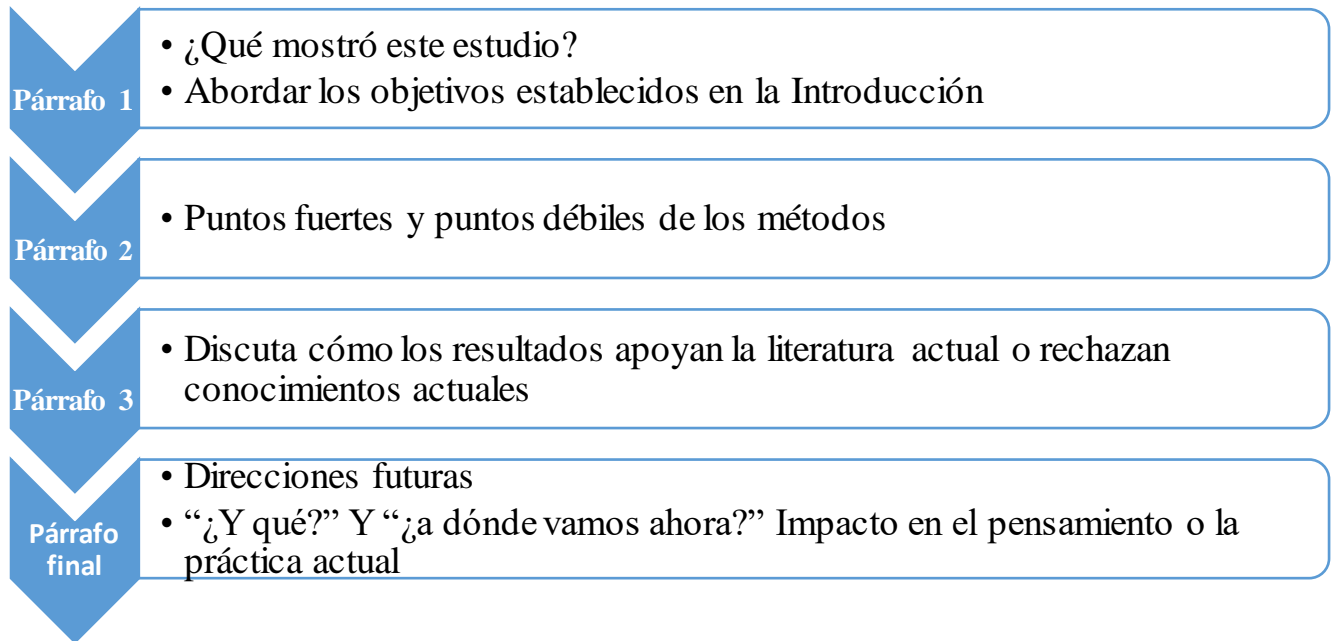 Párrafo 1
• ¿Qué mostró este estudio?
• Abordar los objetivos establecidos en la Introducción
Párrafo 2
• Puntos fuertes y puntos débiles de los métodos
Párrafo 3
• Discuta cómo los resultados apoyan la literatura actual o rechazan
conocimientos actuales
Párrafo
final
• Direcciones futuras
• “¿Y qué?” Y “¿a dónde vamos ahora?” Impacto en el pensamiento o la
práctica actual